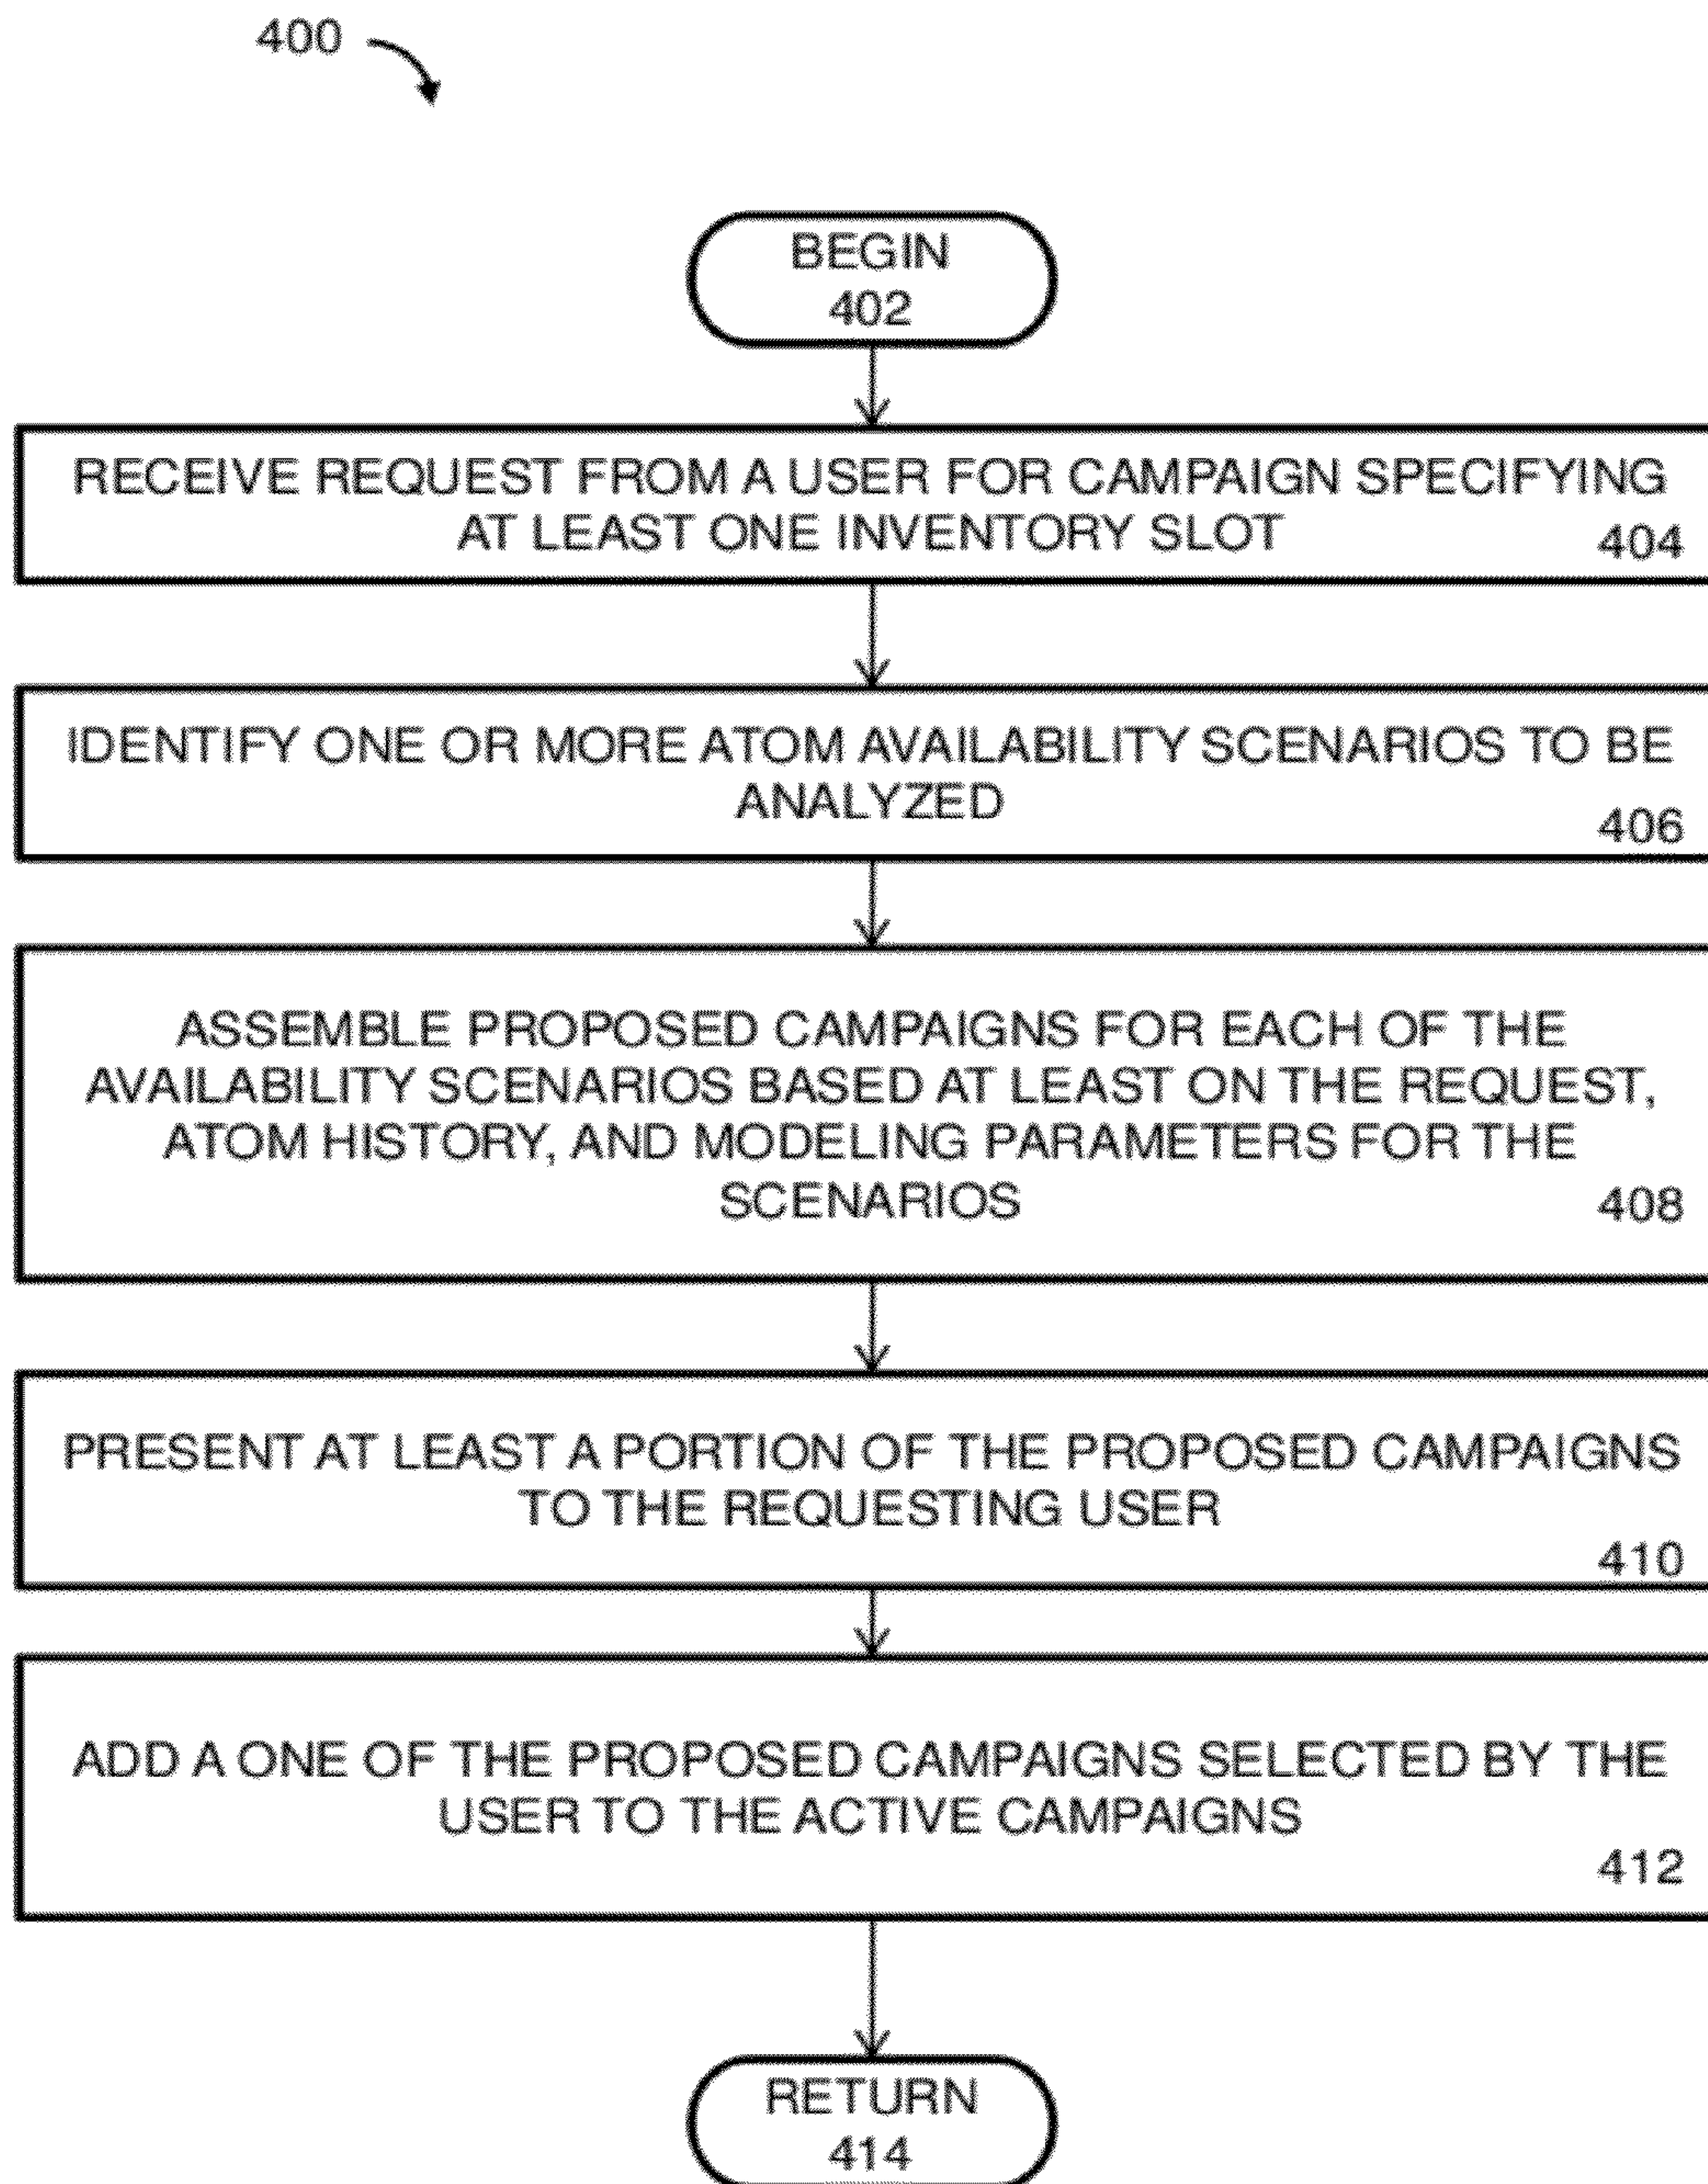 400
BEGIN
402
RECEIVE REQUEST FROM A USER FOR CAMPAIGN SPECIFYING
AT LEAST ONE INVENTORY SLOT
404
IDENTIFY ONE OR MORE ATOM AVAILABILITY SCENARIOS TO BE
ANALYZED
406
ASSEMBLE PROPOSED CAMPAIGNS FOR EACH OF THE
AVAILABILITY SCENARIOS BASED AT LEAST ON THE REQUEST,
ATOM HISTORY, AND MODELING PARAMETERS FOR THE
SCENARIOS
408
PRESENT AT LEAST A PORTION OF THE PROPOSED CAMPAIGNS
TO THE REQUESTING USER
410
ADD A ONE OF THE PROPOSED CAMPAIGNS SELECTED BY THE
USER TO THE ACTIVE CAMPAIGNS
412
RETURN
414